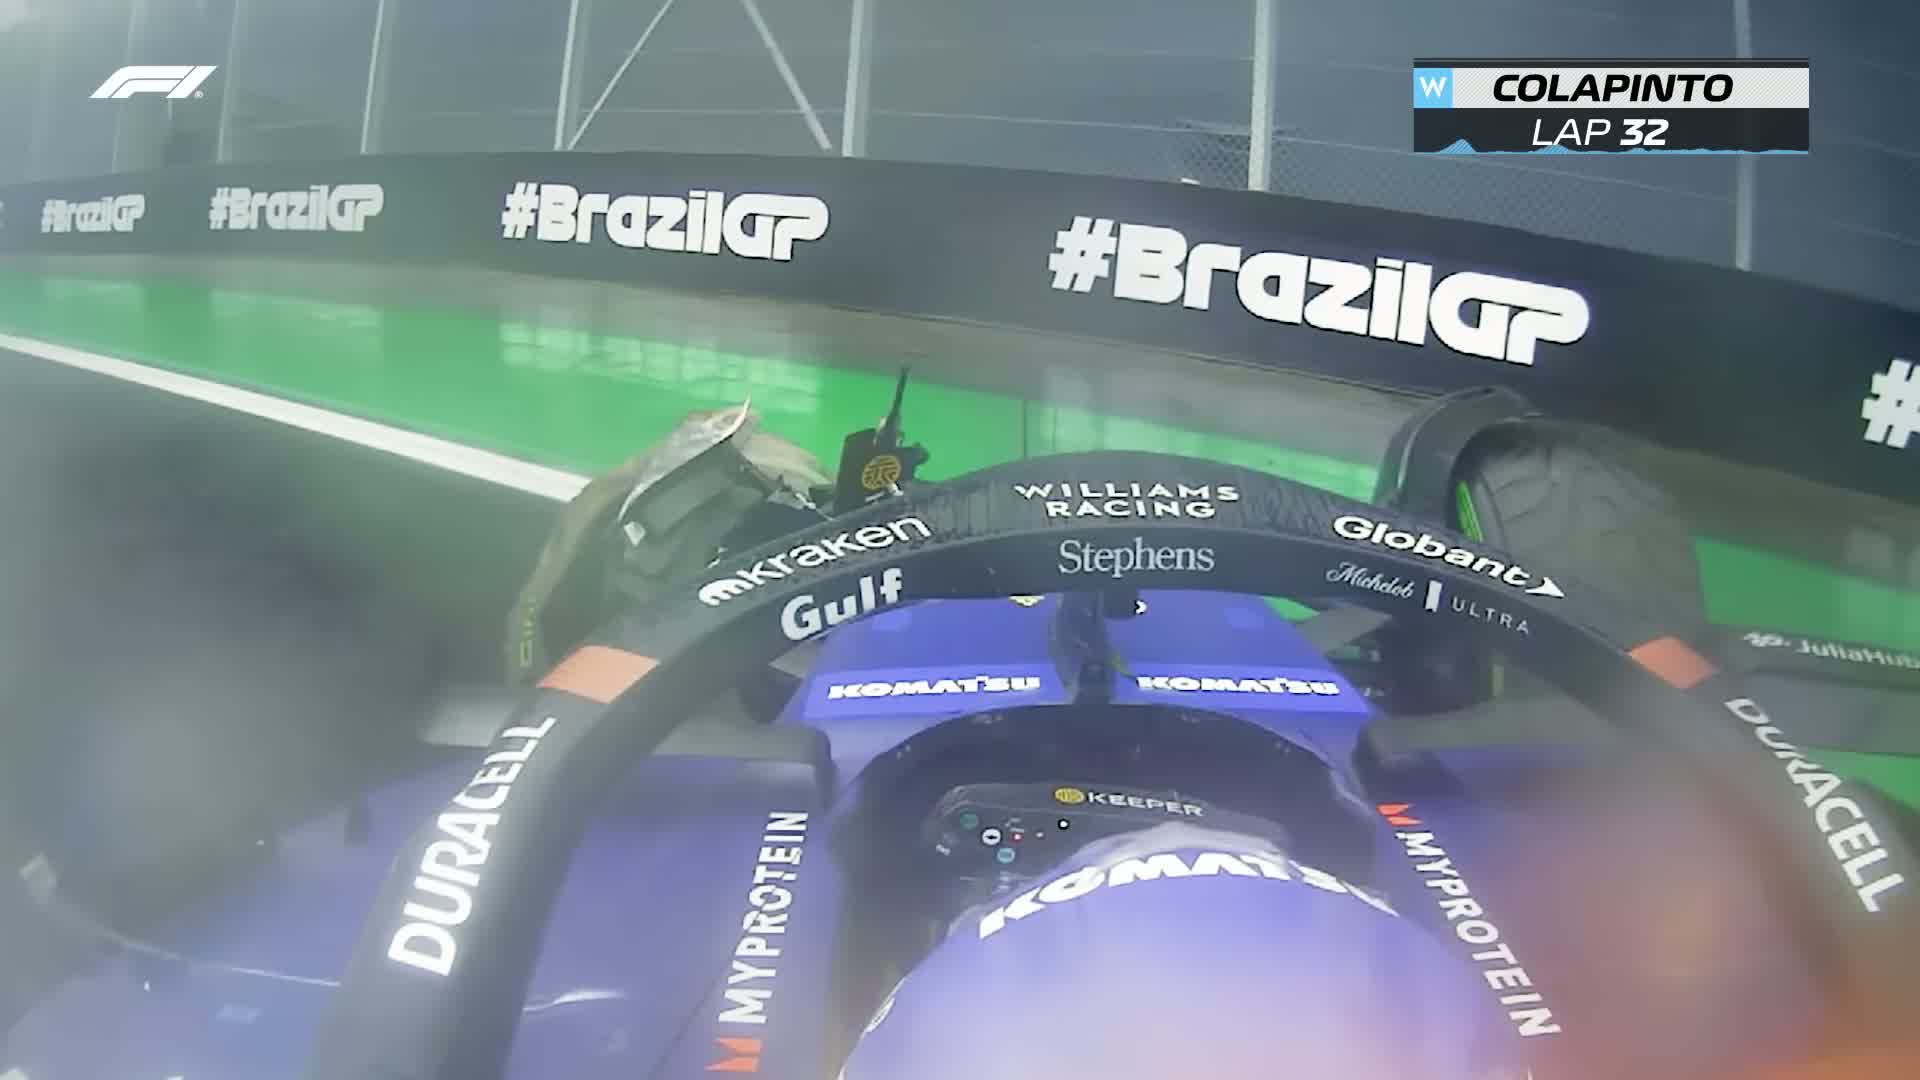 F1
W COLAPINTO
LAP 32
#BrazilGP
#BrazilGP
#BrazilGP
#BrazilGP
#
WILLIAMS
RACING
Stephens
kraken
Gulf
Globant
Michelob ULTRA
KOMATSU
KOMATSU
DURACELL
DURACELL
MYPROTEIN
MYPROTEIN
KEEPER
KOMATSU